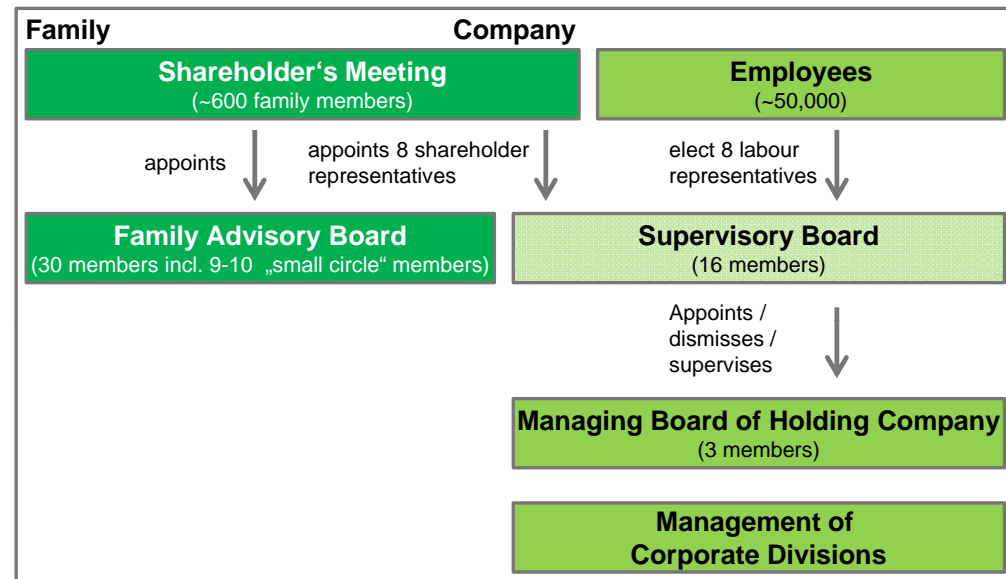 Family
Company
Shareholder‘s Meeting
(~600 family members)
Employees
(~50,000)
appoints
appoints 8 shareholder
representatives
elect 8 labour
representatives
Family Advisory Board
(30 members incl. 9-10 „small circle“ members)
Supervisory Board
(16 members)
Appoints /
dismisses /
supervises
Managing Board of Holding Company
(3 members)
Management of
Corporate Divisions